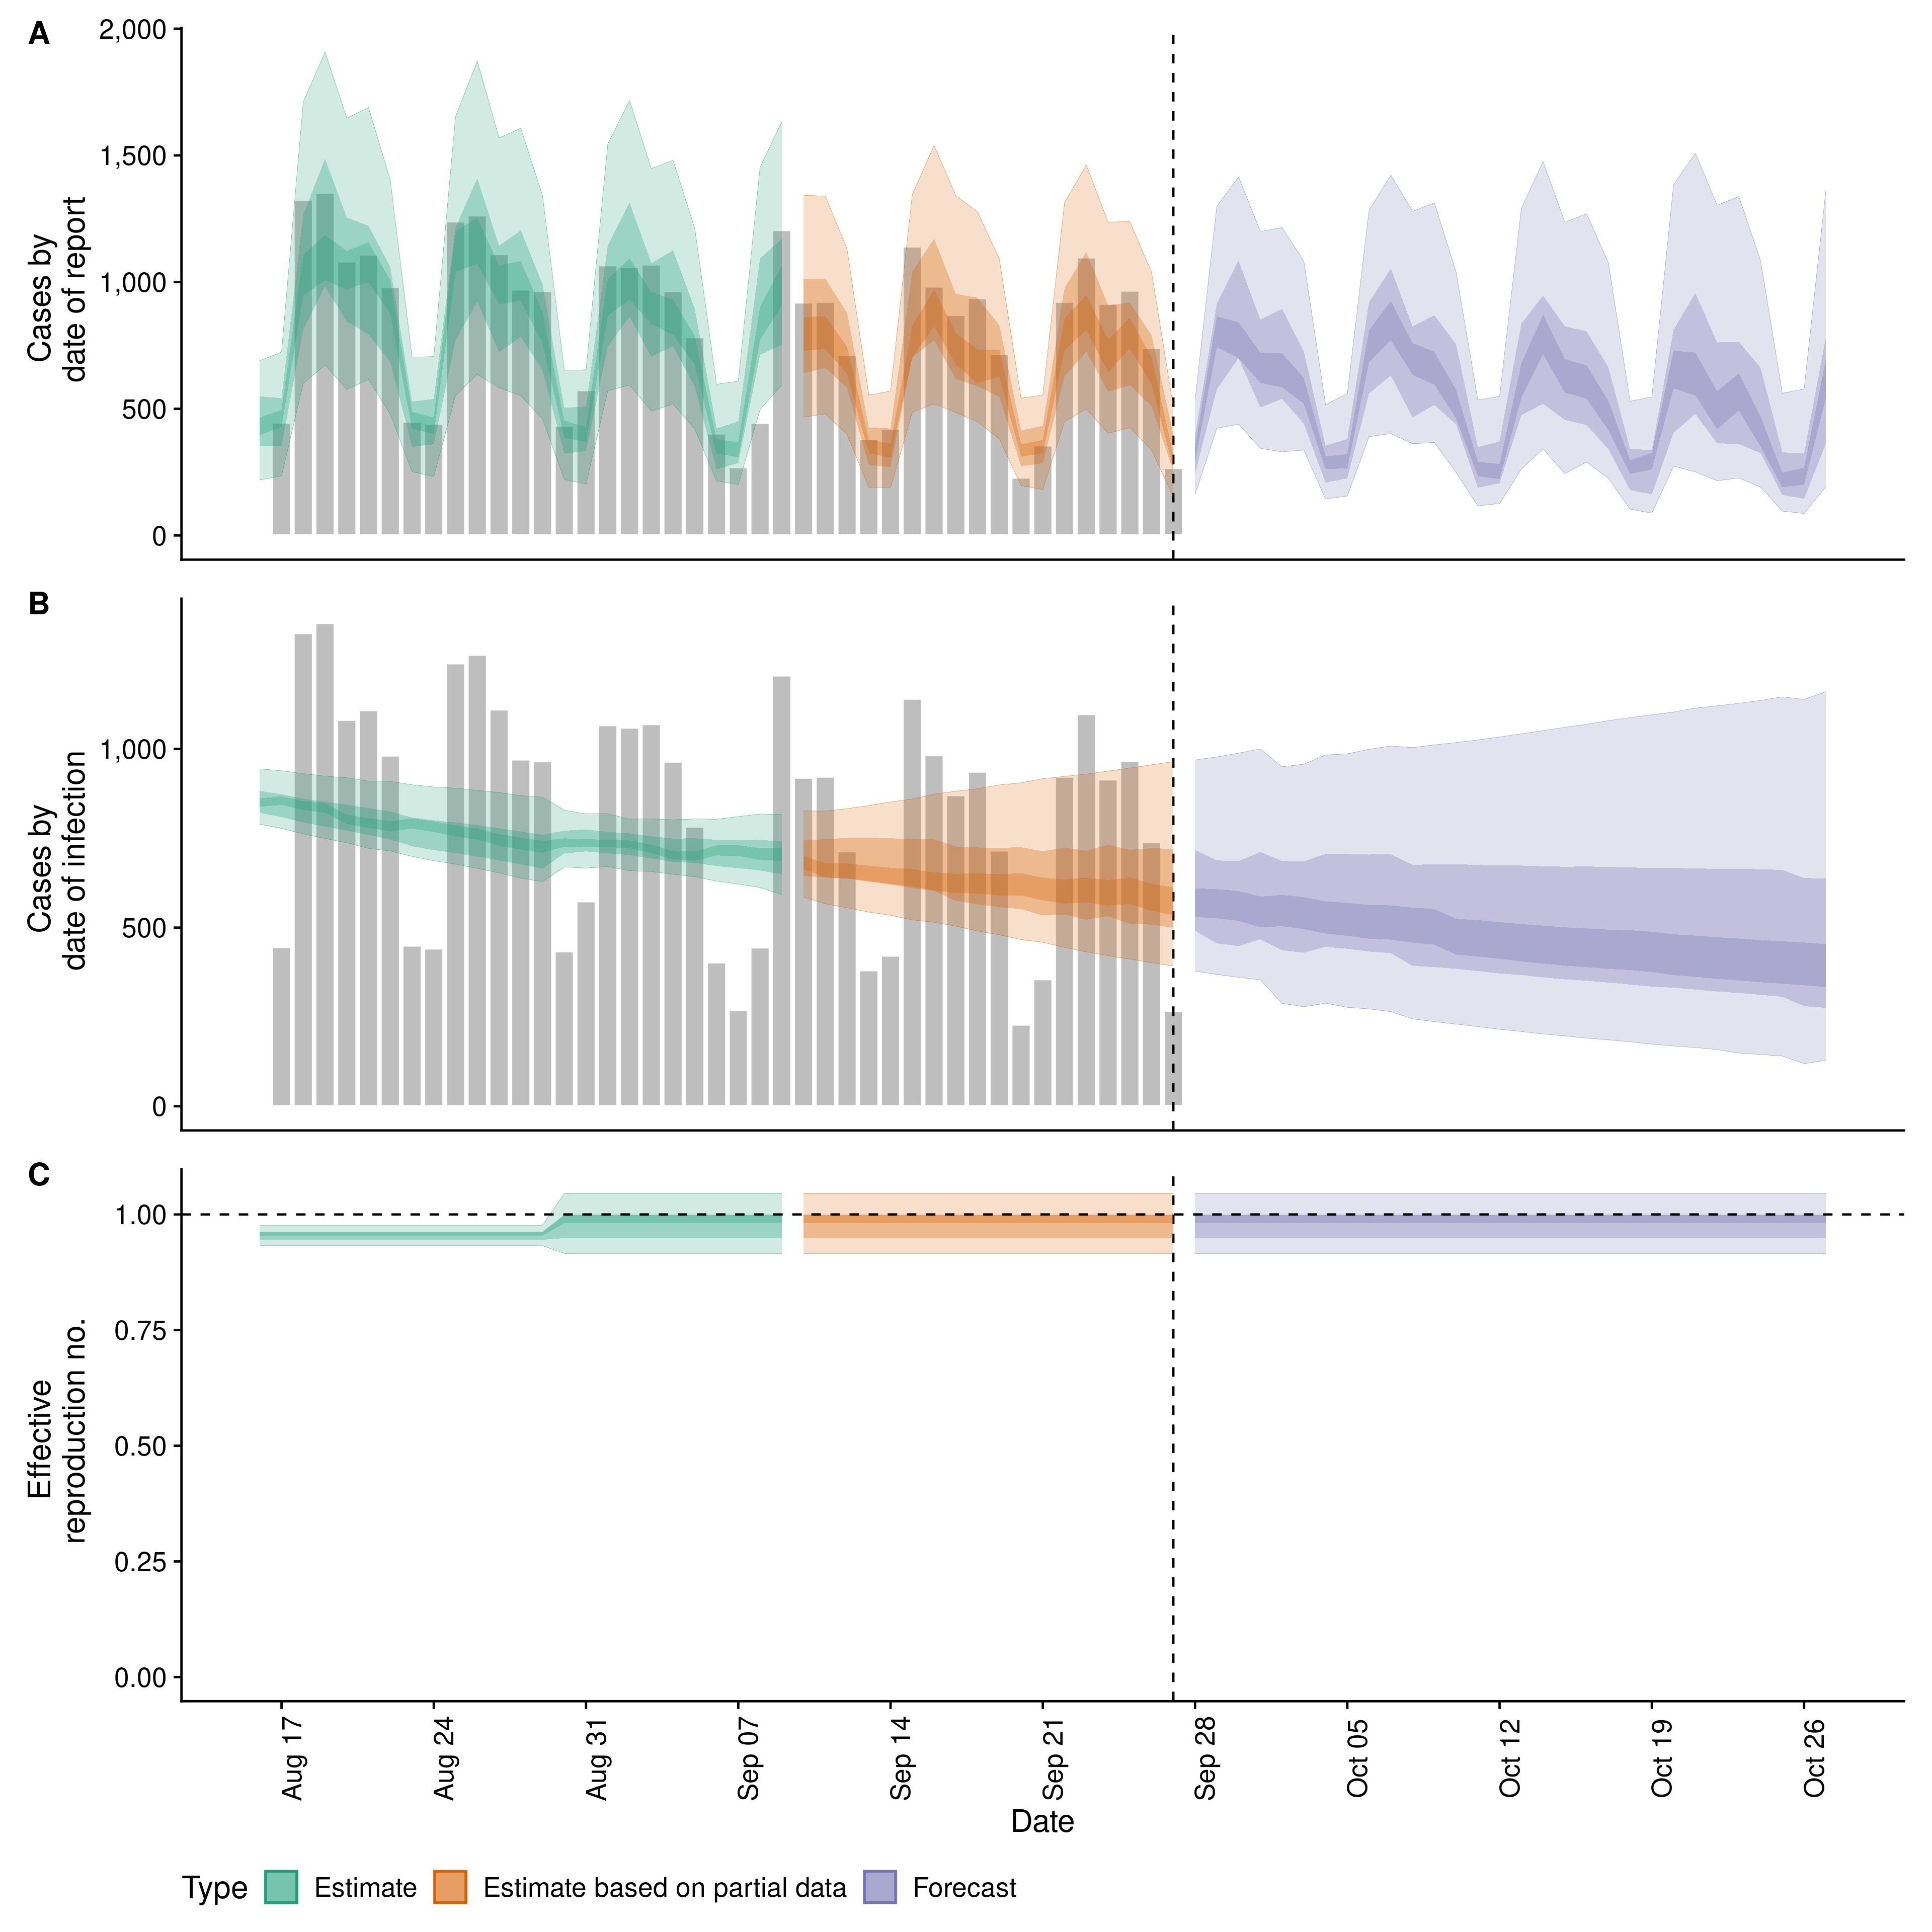 A
2,000
1,500
1,000
500
0
Cases by
date of report
B
1,000
500
0
Cases by
date of infection
C
1.00
0.75
0.50
0.25
0.00
Effective
reproduction no.
Aug 17
Aug 24
Aug 31
Sep 07
Sep 14
Sep 21
Sep 28
Oct 05
Oct 12
Oct 19
Oct 26
Date
Type Estimate Estimate based on partial data Forecast